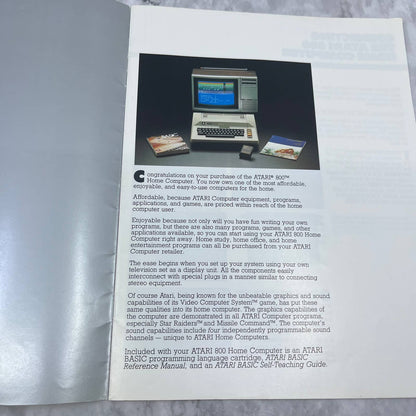 Congratulations on your purchase of the ATARI® 800™
Home Computer. You now own one of the most affordable,
enjoyable, and easy-to-use computers for the home.
Affordable, because ATARI Computer equipment, programs,
applications, and games, are priced within reach of the home
computer user.
Enjoyable because not only will you have fun writing your own
programs, but there are also many programs, games, and other
applications available, so you can start using your ATARI 800 Home
Computer right away. Home study, home office, and home
entertainment programs can all be purchased from your ATARI
Computer retailer.
The ease begins when you set up your system using your own
television set as a display unit. All the components easily
interconnect with special plugs in a manner similar to connecting
stereo equipment.
Of course Atari, being known for the unbeatable graphics and sound
capabilities of its Video Computer System™ game, has put these
same qualities into its home computer. The graphics capabilities of
the computer are demonstrated in all ATARI Computer programs,
especially Star Raiders™ and Missile Command™. The computer's
sound capabilities include four independently programmable sound
channels — unique to ATARI Home Computers.
Included with your ATARI 800 Home Computer is an ATARI
BASIC programming language cartridge, ATARI BASIC
Reference Manual, and an ATARI BASIC Self-Teaching Guide.